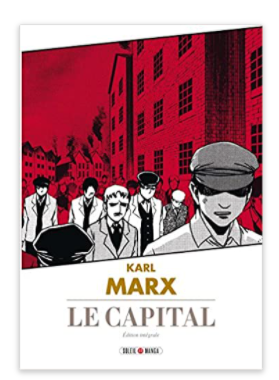 KARL
MARX
LE CAPITAL
Édition intégrale
SOLEIL MANGA